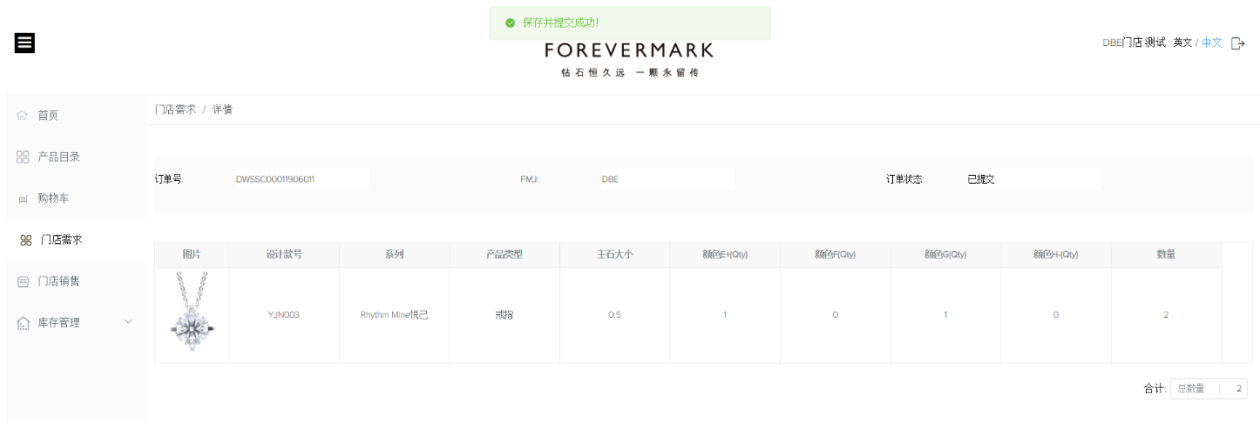 保存并提交成功!
FOREVERMARK
钻石恒久远 一颗永留传
DBE门店 测试 英文 / 中文
首页
产品目录
购物车
门店需求
门店销售
库存管理
门店需求 / 详情
订单号: DWSSC00011906011 FMJ: DBE 订单状态: 已提交
图片 设计款号 系列 产品类型 主石大小 颜色E+(Qty) 颜色F(Qty) 颜色G(Qty) 颜色H-(Qty) 数量
YJN003 Rhythm Mine悦己 戒指 0.5 1 0 1 0 2
合计: 总数量 2